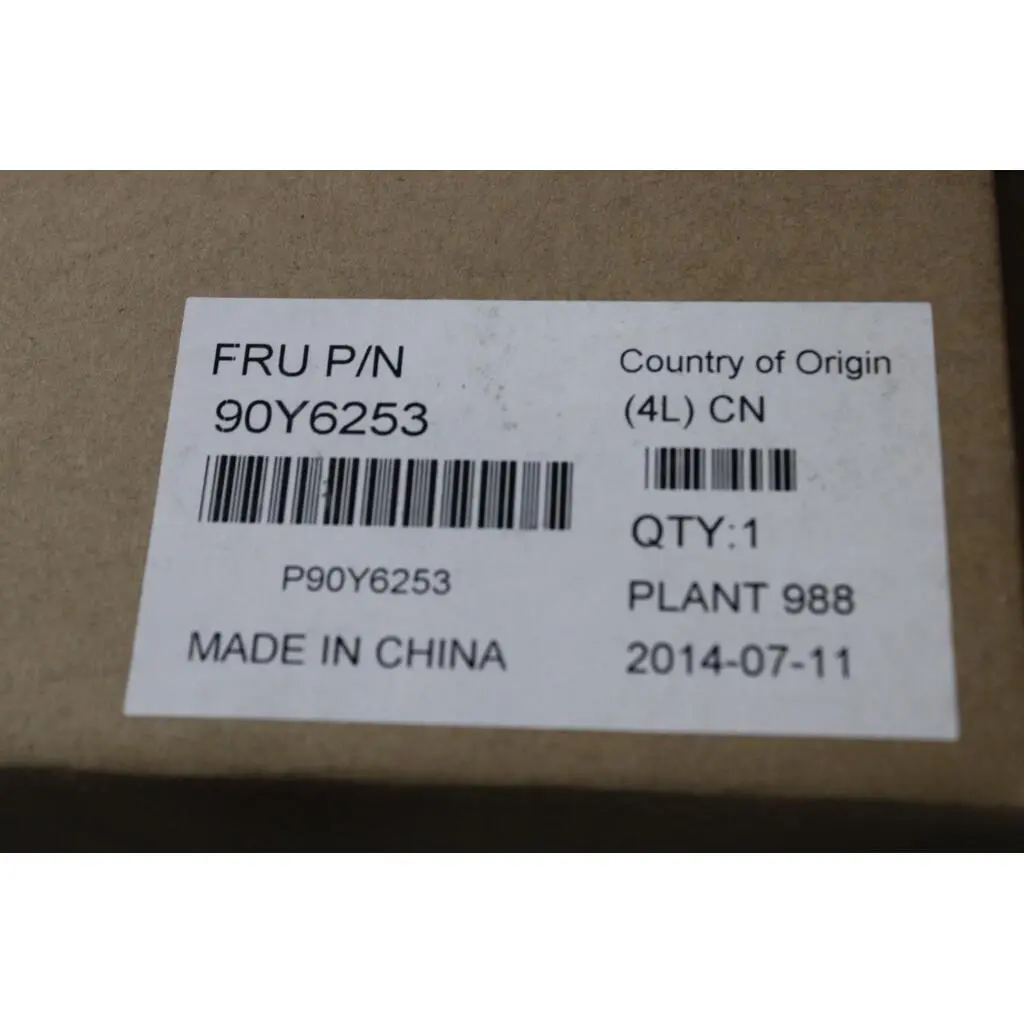 FRU P/N
90Y6253
P90Y6253
MADE IN CHINA
Country of Origin
(4L) CN
QTY:1
PLANT 988
2014-07-11